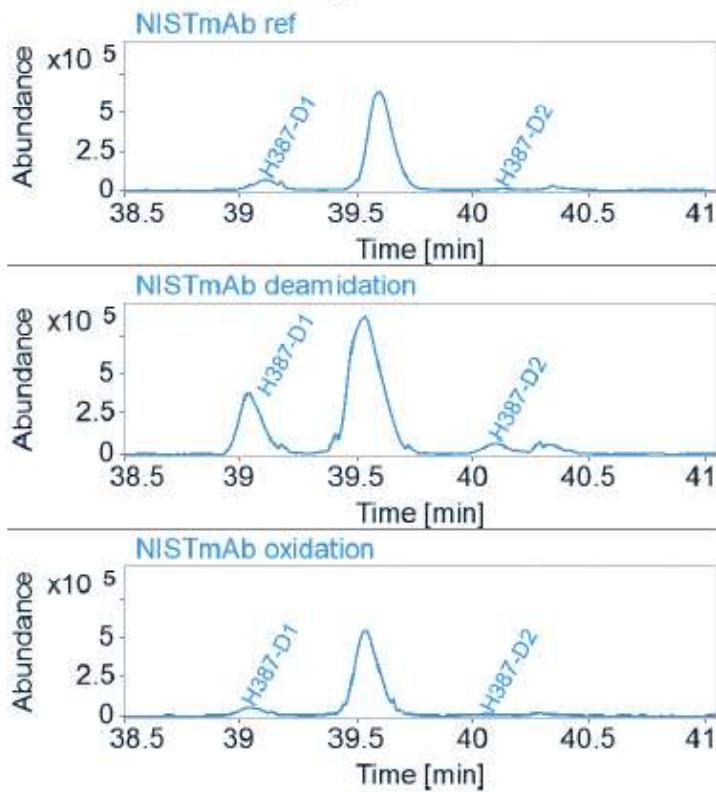 NISTmAb ref
x10 5
Abundance
5
2.5
0
H387-D1
H387-D2
38.5 39 39.5 40 40.5 41
Time [min]
NISTmAb deamidation
x10 5
Abundance
5
2.5
0
H387-D1
H387-D2
38.5 39 39.5 40 40.5 41
Time [min]
NISTmAb oxidation
x10 5
Abundance
5
2.5
0
H387-D1
H387-D2
38.5 39 39.5 40 40.5 41
Time [min]